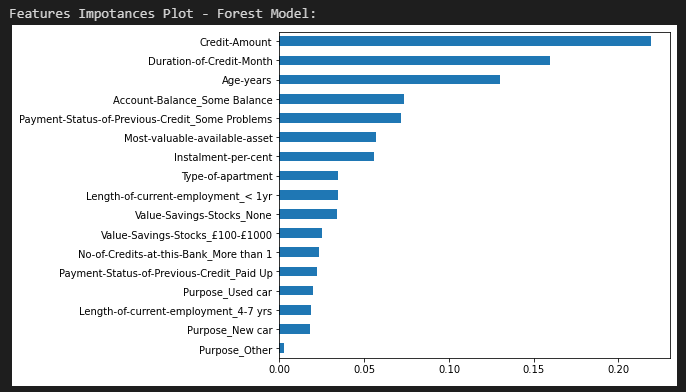 Features Impotances Plot - Forest Model:
Credit-Amount
Duration-of-Credit-Month
Age-years
Account-Balance_Some Balance
Payment-Status-of-Previous-Credit_Some Problems
Most-valuable-available-asset
Instalment-per-cent
Type-of-apartment
Length-of-current-employment_< 1yr
Value-Savings-Stocks_None
Value-Savings-Stocks_£100-£1000
No-of-Credits-at-this-Bank_More than 1
Payment-Status-of-Previous-Credit_Paid Up
Purpose_Used car
Length-of-current-employment_4-7 yrs
Purpose_New car
Purpose_Other
0.00 0.05 0.10 0.15 0.20